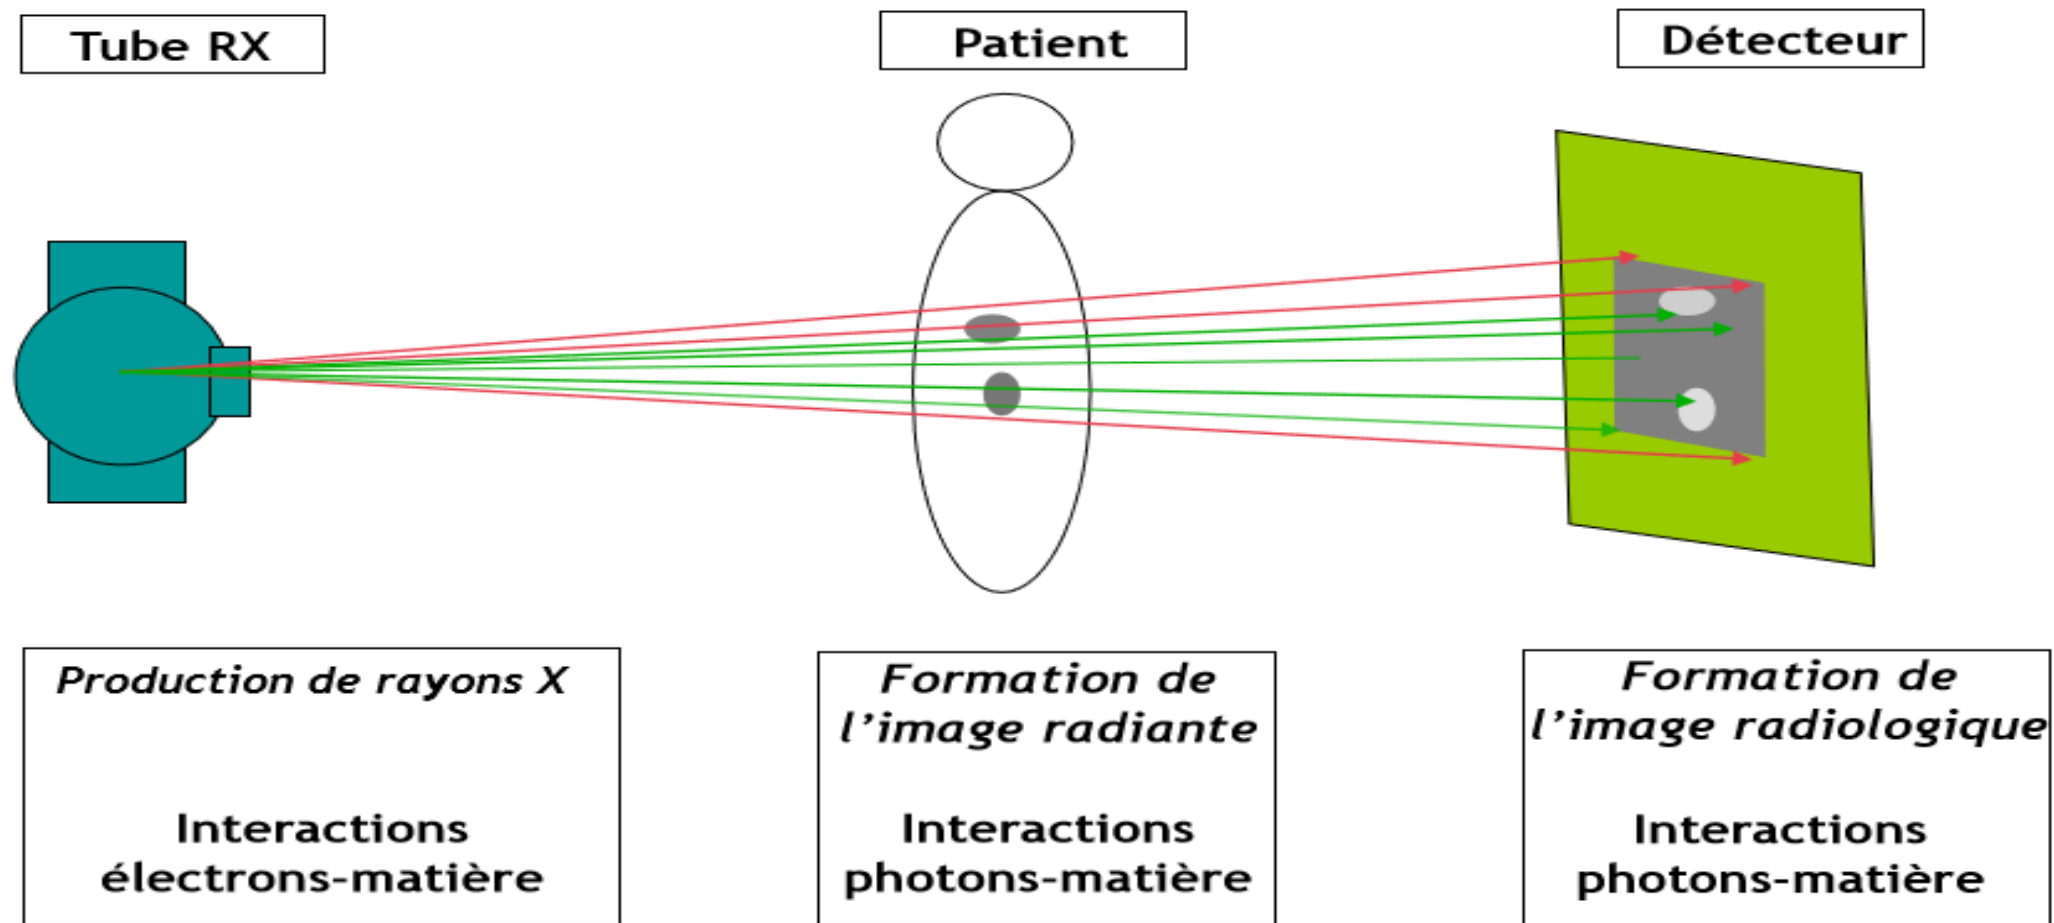 Tube RX
Patient
Détecteur
Production de rayons X
Interactions
électrons-matière
Formation de
l’image radiante
Interactions
photons-matière
Formation de
l’image radiologique
Interactions
photons-matière